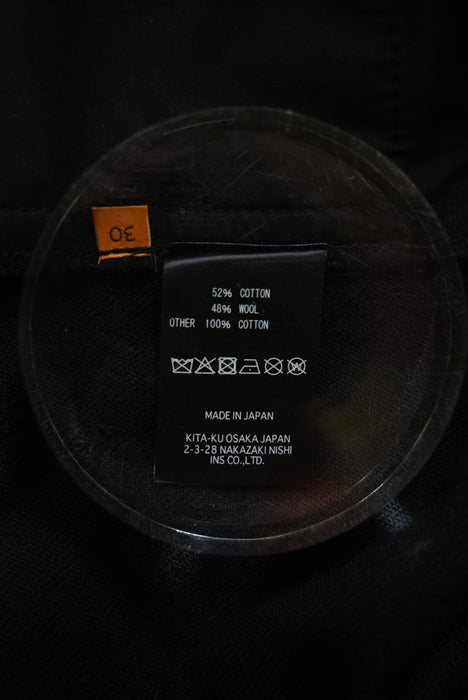 30
52% COTTON
48% WOOL
OTHER 100% COTTON
MADE IN JAPAN
KITA-KU OSAKA JAPAN
2-3-28 NAKAZAKI NISHI
INS CO.,LTD.